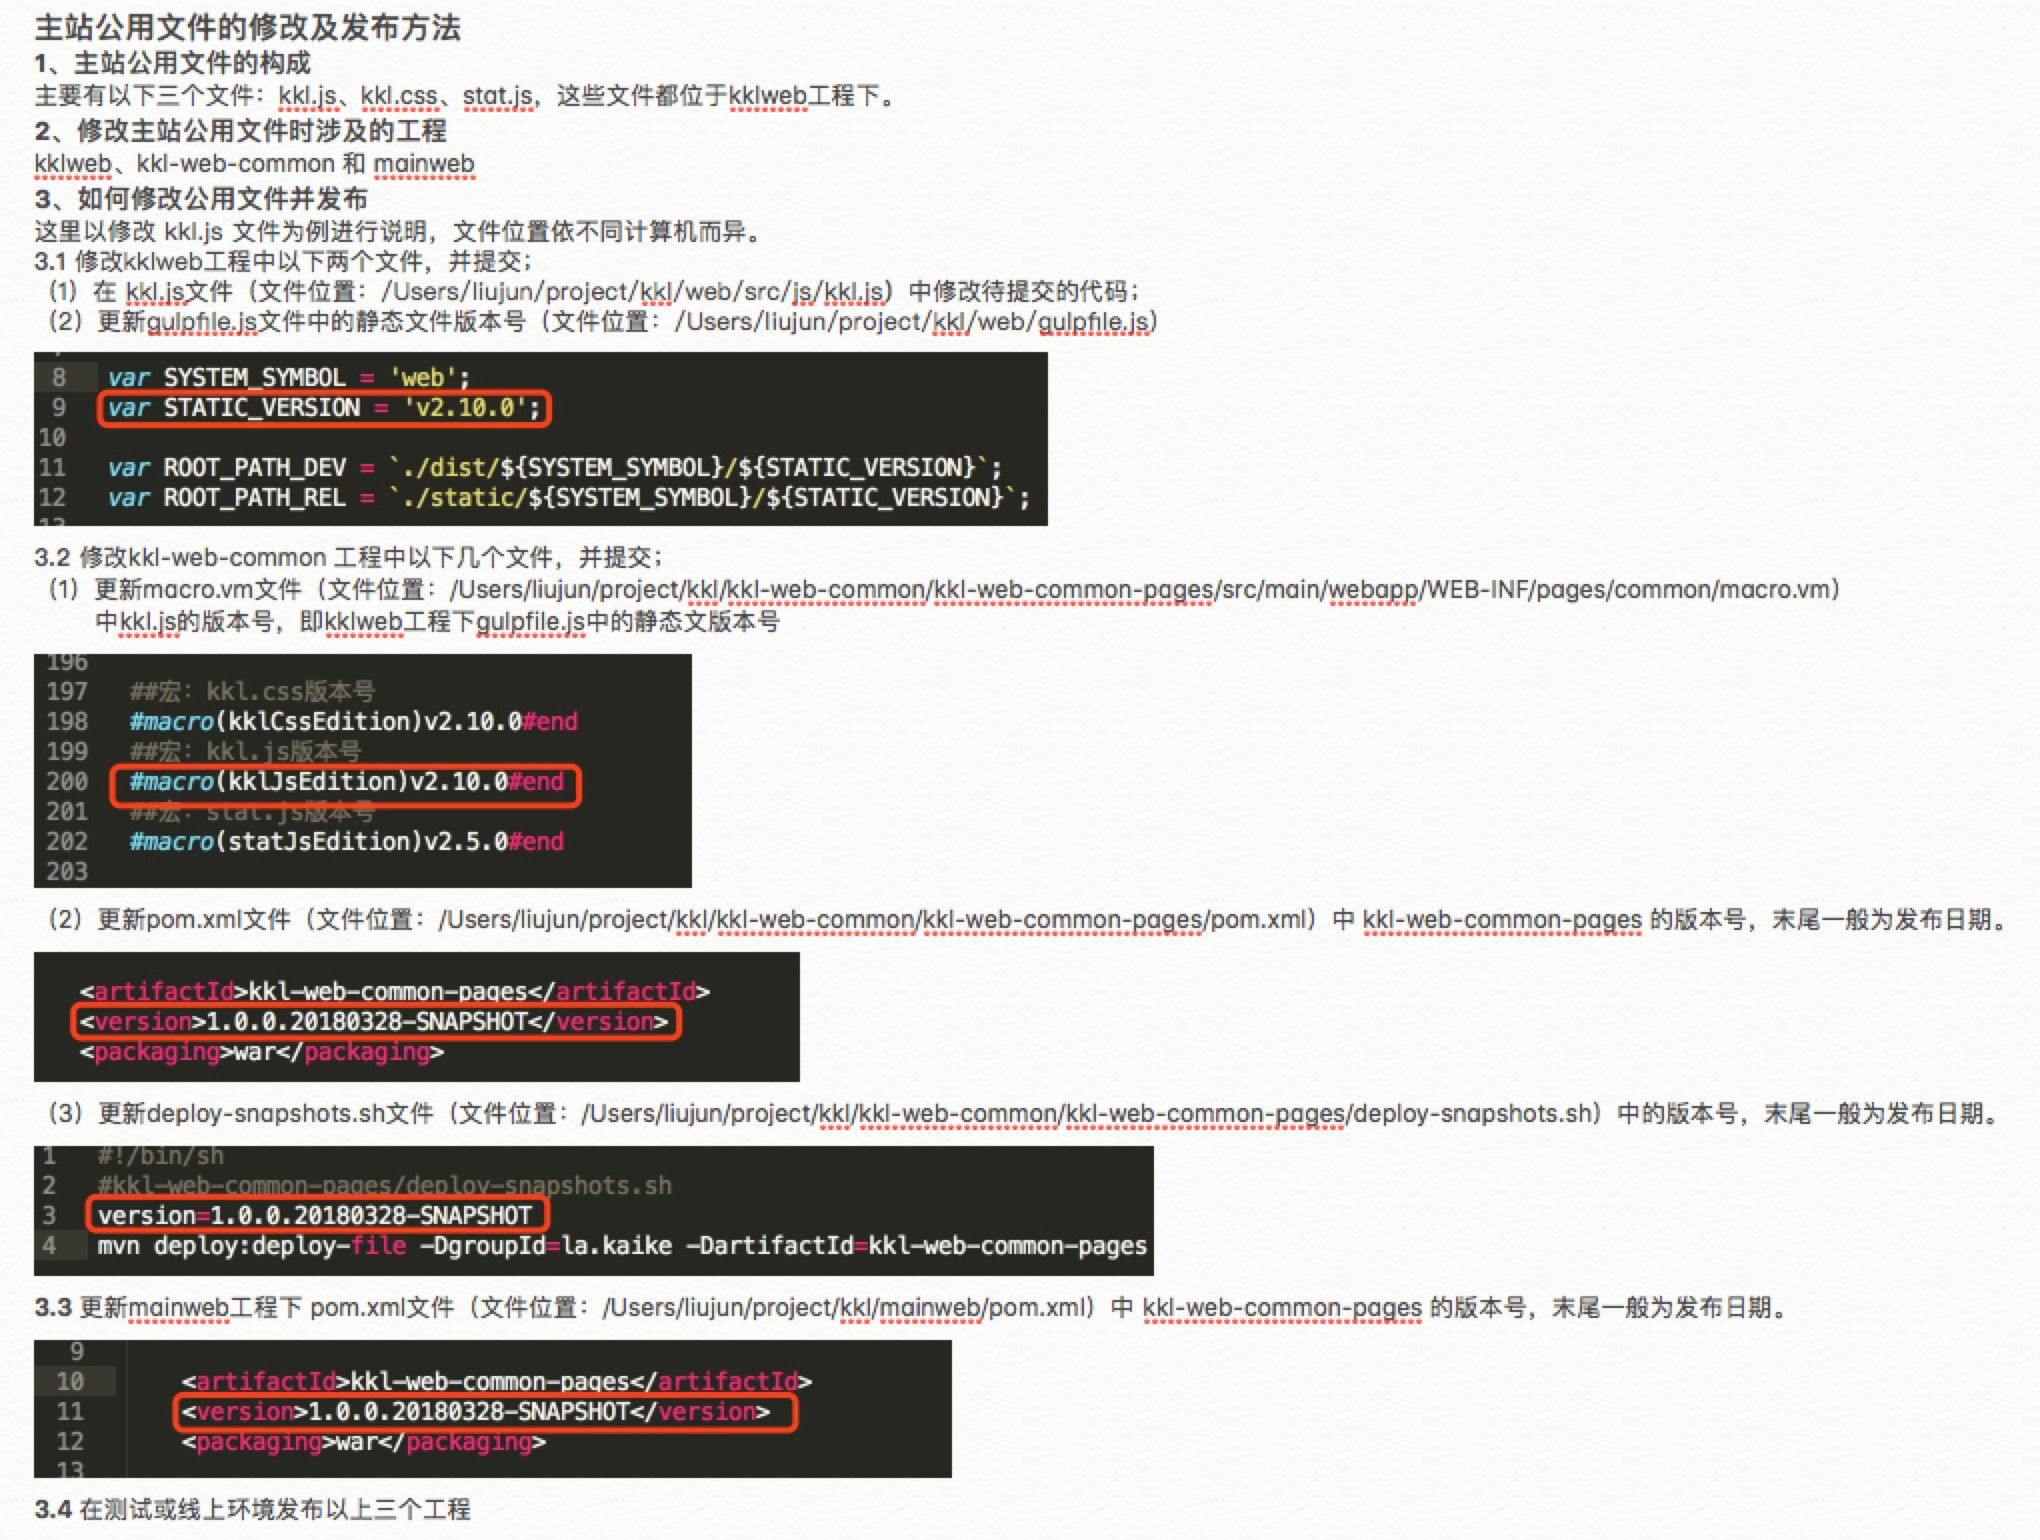 主站公用文件的修改及发布方法
1、主站公用文件的构成
主要有以下三个文件：kkl.js、kkl.css、stat.js，这些文件都位于kklweb工程下。
2、修改主站公用文件时涉及的工程
kklweb、kkl-web-common 和 mainweb
3、如何修改公用文件并发布
这里以修改 kkl.js 文件为例进行说明，文件位置依不同计算机而异。
3.1 修改kklweb工程中以下两个文件，并提交；
（1）在 kkl.js文件（文件位置：/Users/liujun/project/kkl/web/src/js/kkl.js）中修改待提交的代码；
（2）更新gulpfile.js文件中的静态文件版本号（文件位置：/Users/liujun/project/kkl/web/gulpfile.js）
8 var SYSTEM_SYMBOL = 'web';
9 var STATIC_VERSION = 'v2.10.0';
10
11 var ROOT_PATH_DEV = `./dist/${SYSTEM_SYMBOL}/${STATIC_VERSION}`;
12 var ROOT_PATH_REL = `./static/${SYSTEM_SYMBOL}/${STATIC_VERSION}`;
13
3.2 修改kkl-web-common 工程中以下几个文件，并提交；
（1）更新macro.vm文件（文件位置：/Users/liujun/project/kkl/kkl-web-common/kkl-web-common-pages/src/main/webapp/WEB-INF/pages/common/macro.vm）
中kkl.js的版本号，即kklweb工程下gulpfile.js中的静态文版本号
196
197 ##宏：kkl.css版本号
198 #macro(kklCssEdition)v2.10.0#end
199 ##宏：kkl.js版本号
200 #macro(kklJsEdition)v2.10.0#end
201 ##宏：stat.js版本号
202 #macro(statJsEdition)v2.5.0#end
203
（2）更新pom.xml文件（文件位置：/Users/liujun/project/kkl/kkl-web-common/kkl-web-common-pages/pom.xml）中 kkl-web-common-pages 的版本号，末尾一般为发布日期。
<artifactId>kkl-web-common-pages</artifactId>
<version>1.0.0.20180328-SNAPSHOT</version>
<packaging>war</packaging>
（3）更新deploy-snapshots.sh文件（文件位置：/Users/liujun/project/kkl/kkl-web-common/kkl-web-common-pages/deploy-snapshots.sh）中的版本号，末尾一般为发布日期。
1 #!/bin/sh
2 #kkl-web-common-pages/deploy-snapshots.sh
3 version=1.0.0.20180328-SNAPSHOT
4 mvn deploy:deploy-file -DgroupId=la.kaike -DartifactId=kkl-web-common-pages
3.3 更新mainweb工程下 pom.xml文件（文件位置：/Users/liujun/project/kkl/mainweb/pom.xml）中 kkl-web-common-pages 的版本号，末尾一般为发布日期。
9
10 <artifactId>kkl-web-common-pages</artifactId>
11 <version>1.0.0.20180328-SNAPSHOT</version>
12 <packaging>war</packaging>
13
3.4 在测试或线上环境发布以上三个工程